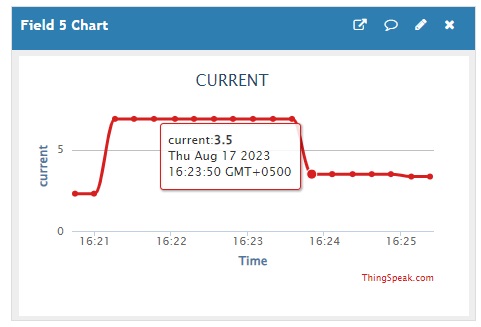 Field 5 Chart
CURRENT
current:3.5
Thu Aug 17 2023
16:23:50 GMT+0500
current
5
0
16:21 16:22 16:23 16:24 16:25
Time
ThingSpeak.com